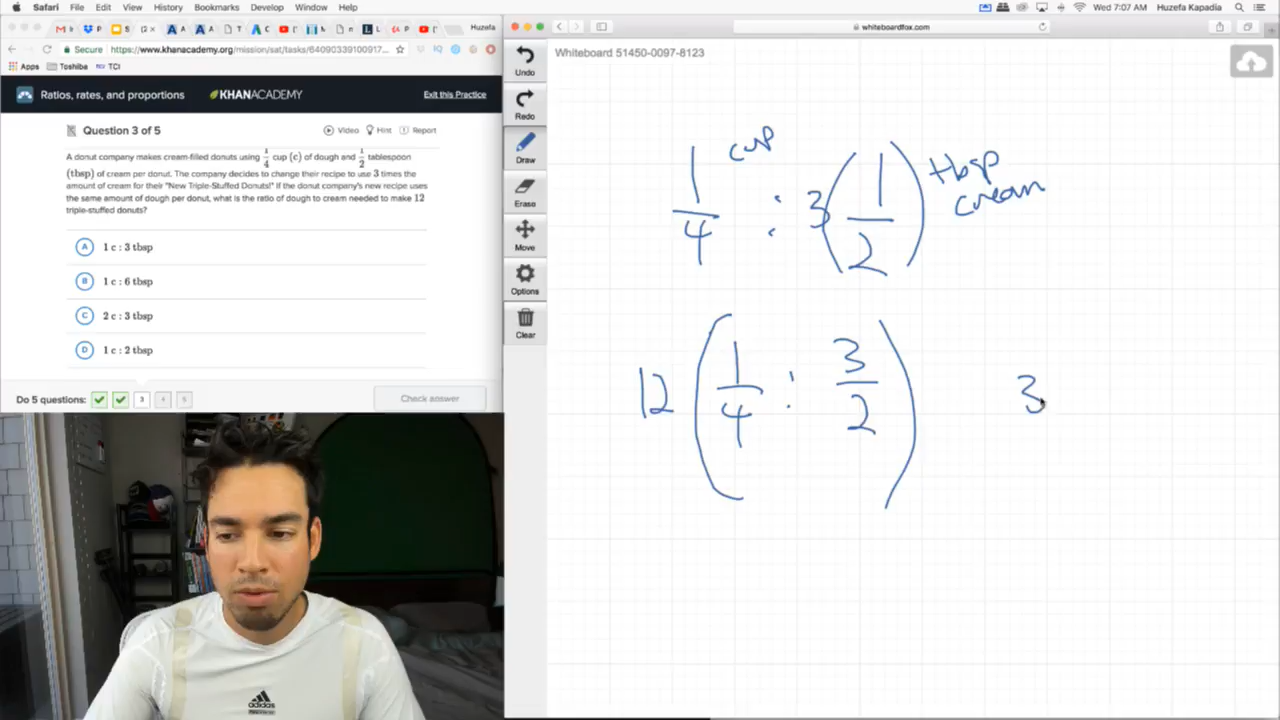 Safari File Edit View History Bookmarks Develop Window Help
Wed 7:07 AM Huzefa Kapadia
Huzefa
Secure https://www.khanacademy.org/mission/sat/tasks/64090339100917...
Apps Toshiba TCI
whiteboardfox.com
Ratios, rates, and proportions KHANACADEMY Exit this Practice
Question 3 of 5 Video Hint Report
A donut company makes cream-filled donuts using 1/4 cup (c) of dough and 1/2 tablespoon
(tbsp) of cream per donut. The company decides to change their recipe to use 3 times the
amount of cream for their "New Triple-Stuffed Donuts!" If the donut company's new recipe uses
the same amount of dough per donut, what is the ratio of dough to cream needed to make 12
triple-stuffed donuts?
A 1 c : 3 tbsp
B 1 c : 6 tbsp
C 2 c : 3 tbsp
D 1 c : 2 tbsp
Do 5 questions: 3 4 5 Check answer
Whiteboard 51450-0097-8123
Undo
Redo
Draw
Erase
Move
Options
Clear
1/4 cup : 3(1/2) tbsp
cream
12(1/4 : 3/2) 3
adidas